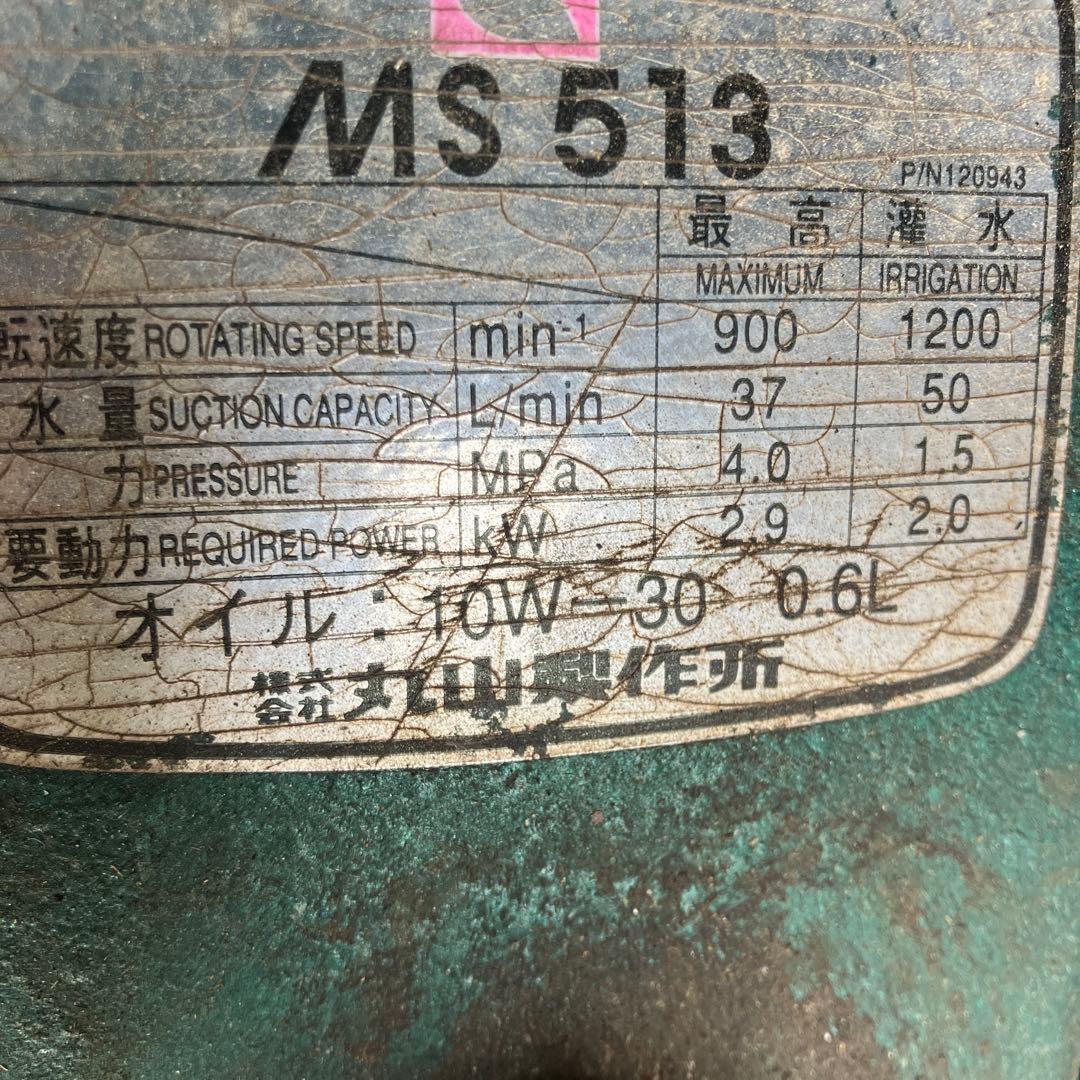 MS 513
P/N120943
最高 灌水
MAXIMUM IRRIGATION
転速度 ROTATING SPEED min⁻¹ 900 1200
水量 SUCTION CAPACITY L/min 37 50
力 PRESSURE MPa 4.0 1.5
要動力 REQUIRED POWER kW 2.9 2.0
オイル：10W－30 0.6L
株式会社 丸山製作所